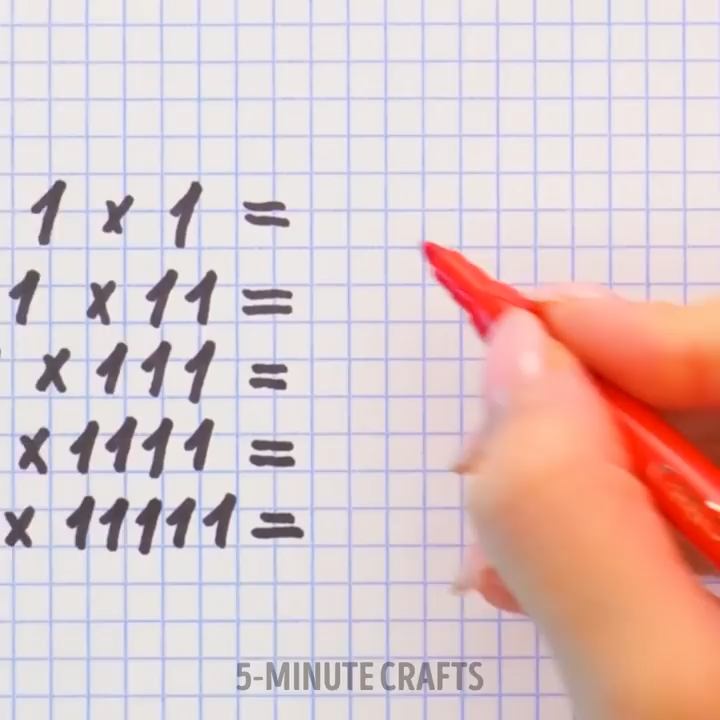 1 x 1 =
1 x 11 =
x 111 =
x 1111 =
x 11111 =
5-MINUTE CRAFTS